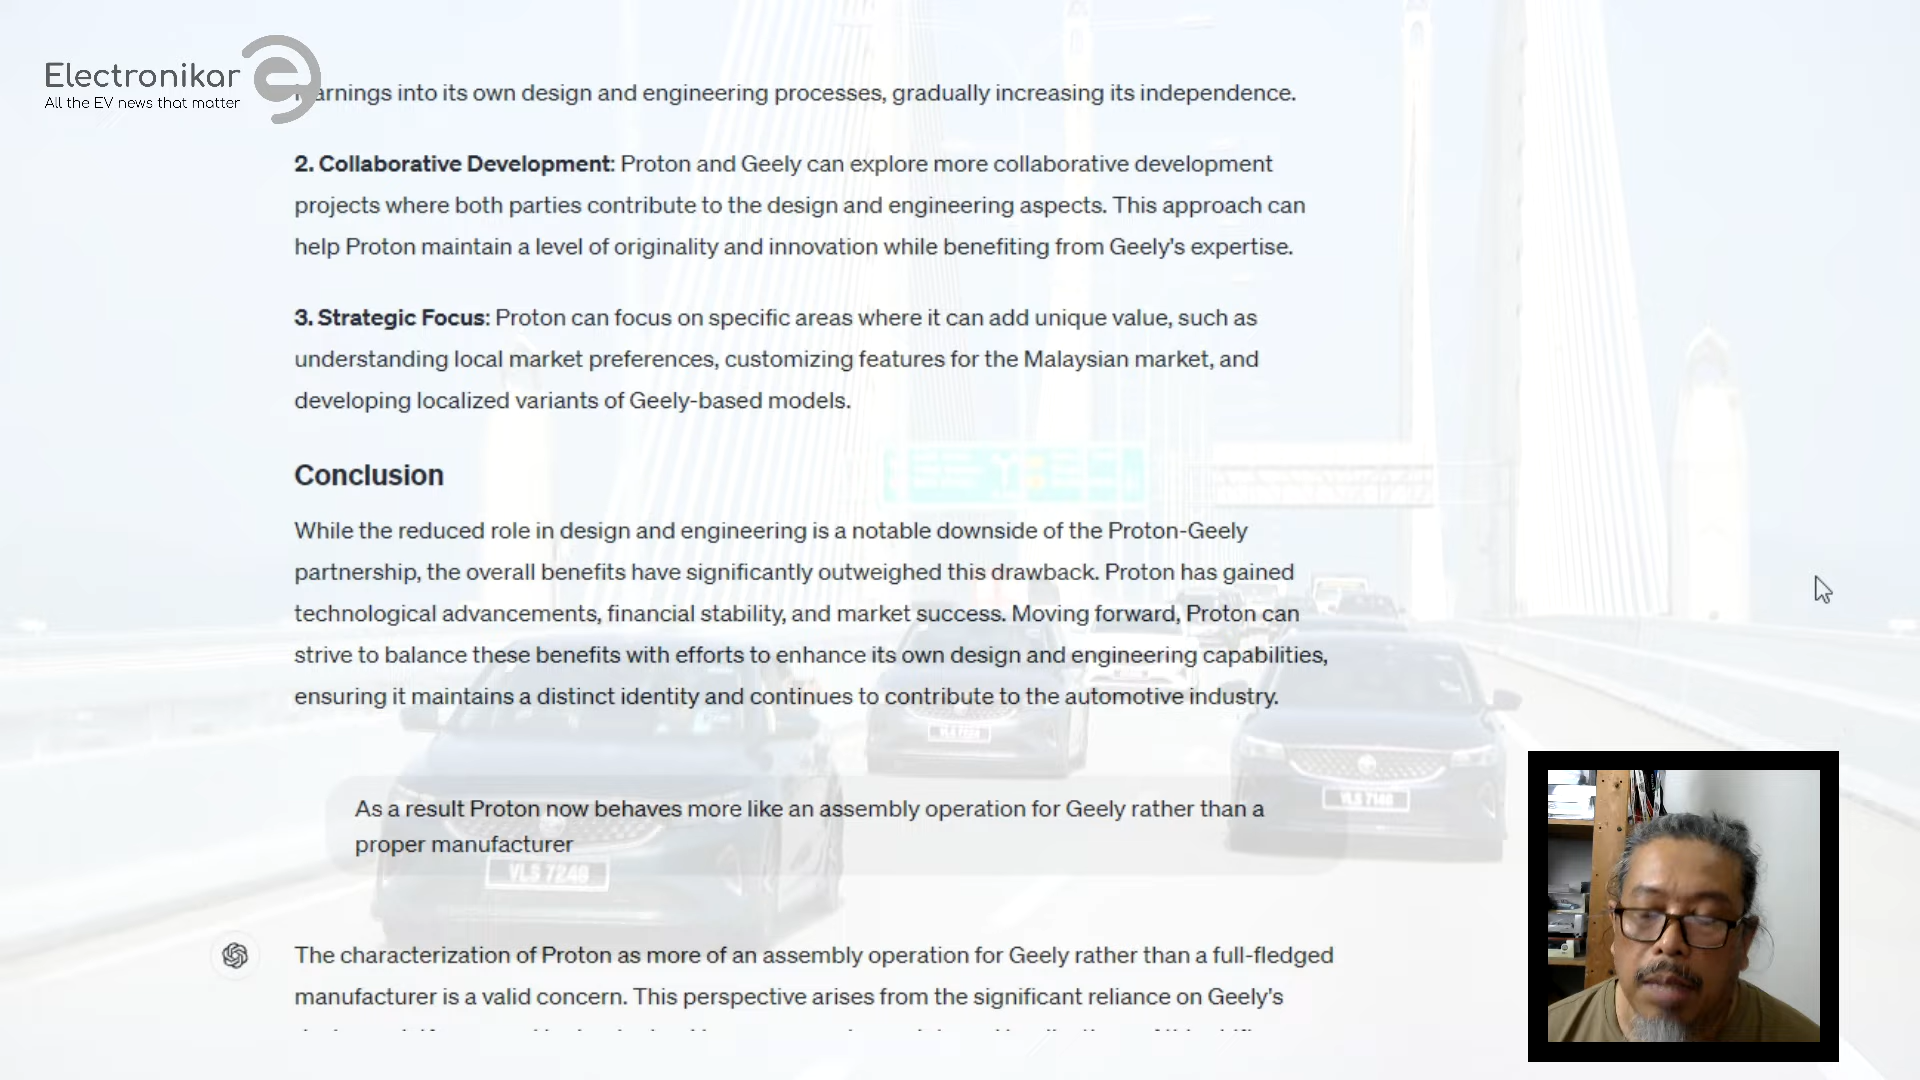 Electronikar
All the EV news that matter
arnings into its own design and engineering processes, gradually increasing its independence.
2. Collaborative Development: Proton and Geely can explore more collaborative development
projects where both parties contribute to the design and engineering aspects. This approach can
help Proton maintain a level of originality and innovation while benefiting from Geely's expertise.
3. Strategic Focus: Proton can focus on specific areas where it can add unique value, such as
understanding local market preferences, customizing features for the Malaysian market, and
developing localized variants of Geely-based models.
Conclusion
While the reduced role in design and engineering is a notable downside of the Proton-Geely
partnership, the overall benefits have significantly outweighed this drawback. Proton has gained
technological advancements, financial stability, and market success. Moving forward, Proton can
strive to balance these benefits with efforts to enhance its own design and engineering capabilities,
ensuring it maintains a distinct identity and continues to contribute to the automotive industry.
As a result Proton now behaves more like an assembly operation for Geely rather than a
proper manufacturer
VLS 7248
The characterization of Proton as more of an assembly operation for Geely rather than a full-fledged
manufacturer is a valid concern. This perspective arises from the significant reliance on Geely's